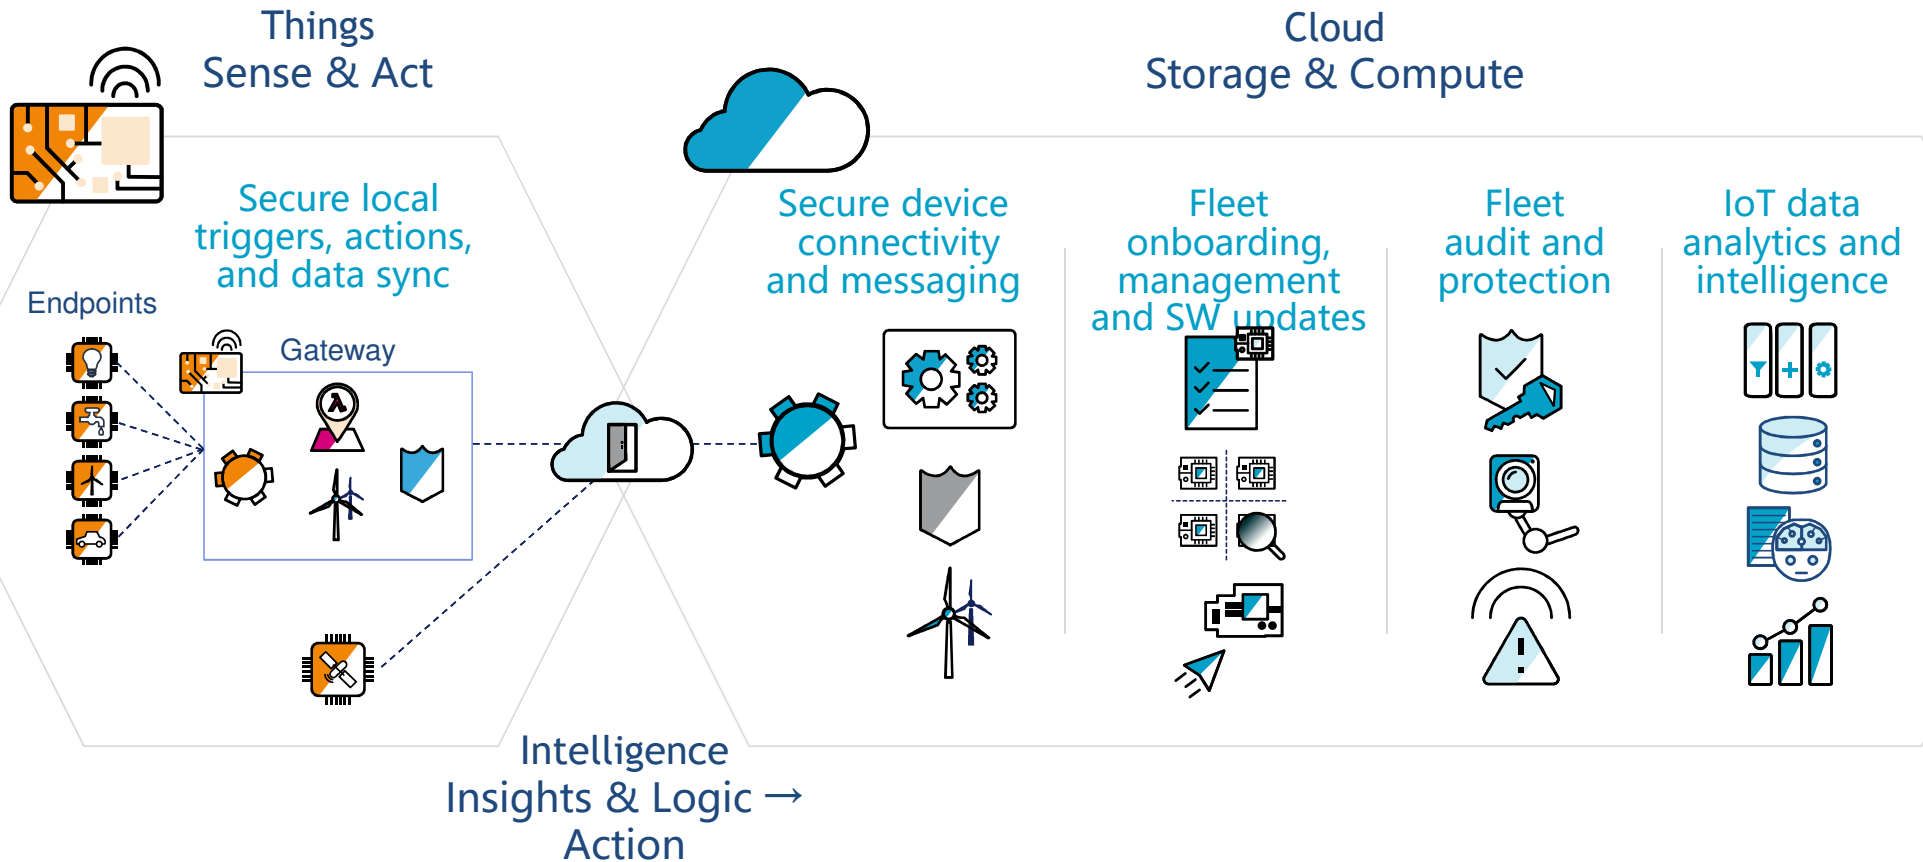 Things
Sense & Act
Cloud
Storage & Compute
Secure local
triggers, actions,
and data sync
Endpoints
Gateway
Secure device
connectivity
and messaging
Fleet
onboarding,
management
and SW updates
Fleet
audit and
protection
IoT data
analytics and
intelligence
Intelligence
Insights & Logic →
Action